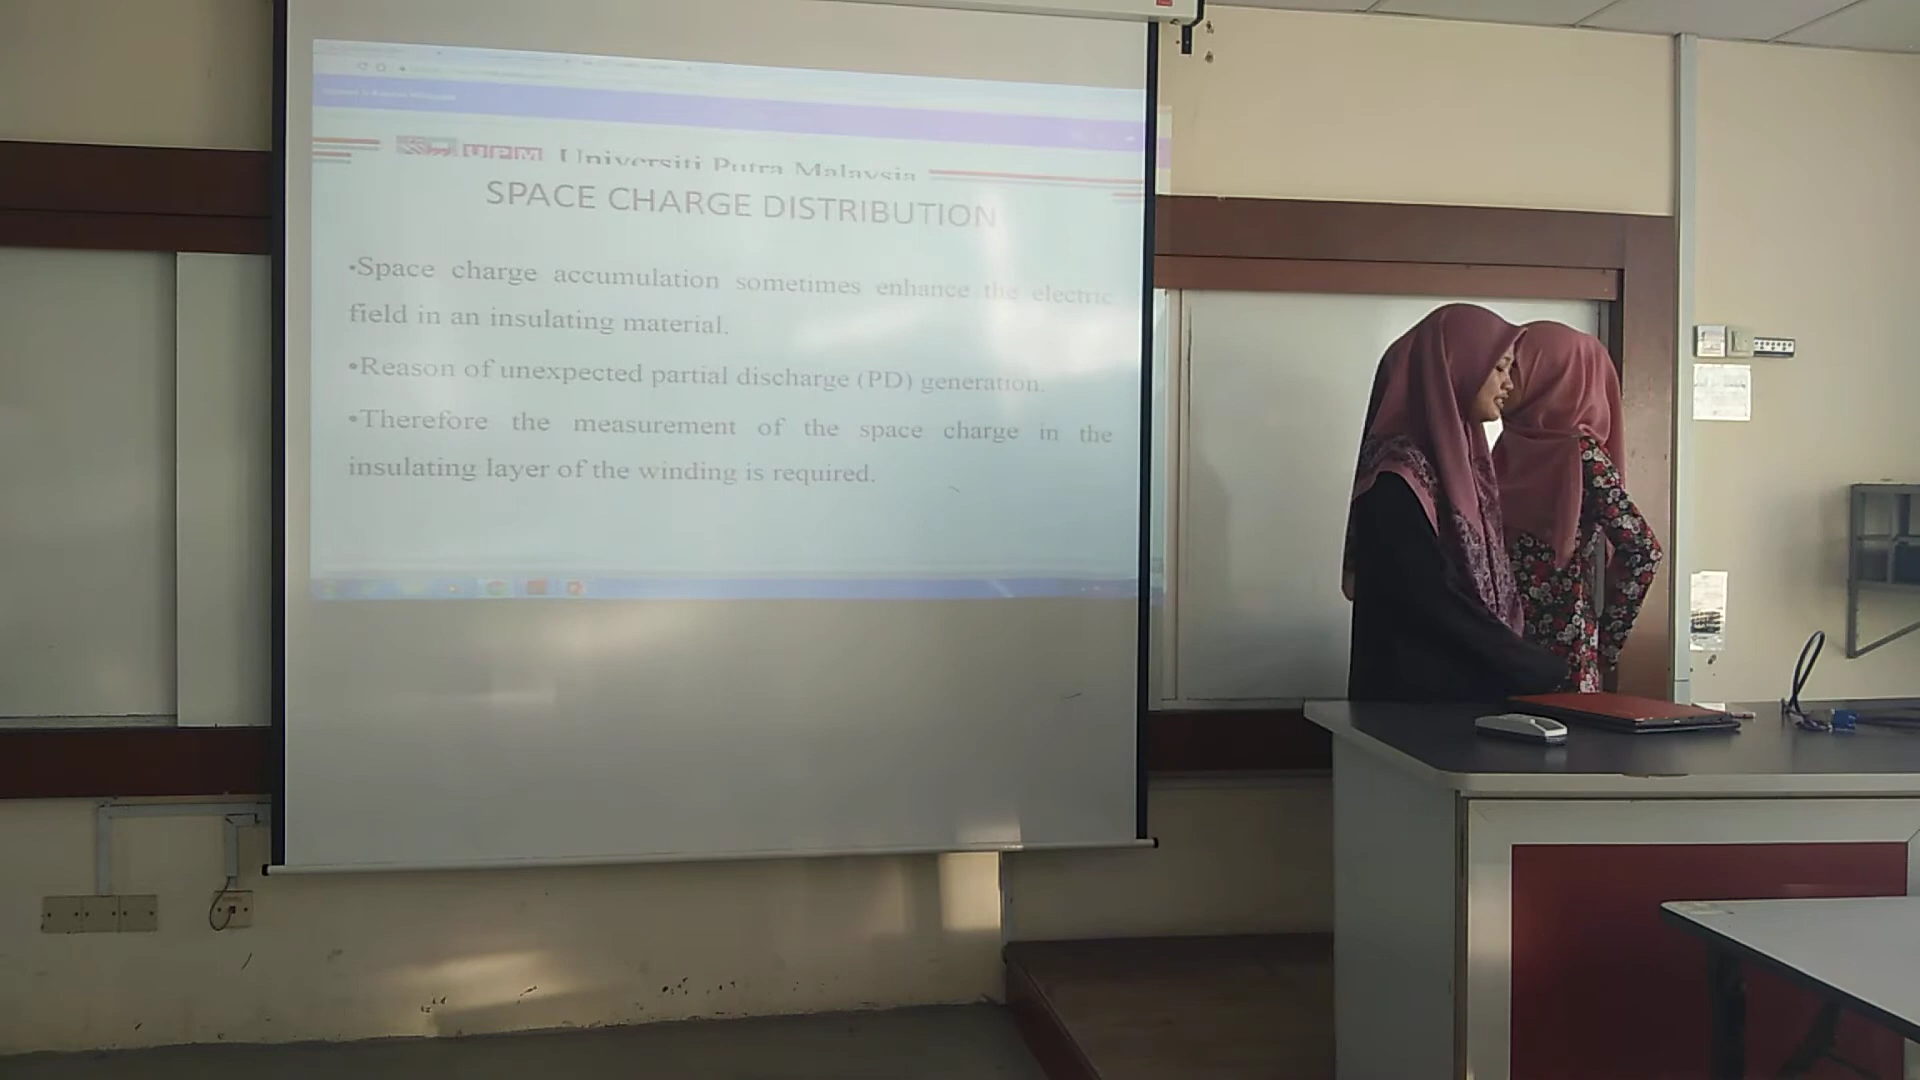 UPM Universiti Putra Malaysia
SPACE CHARGE DISTRIBUTION
•Space charge accumulation sometimes enhance the electric
field in an insulating material.
•Reason of unexpected partial discharge (PD) generation.
•Therefore the measurement of the space charge in the
insulating layer of the winding is required.